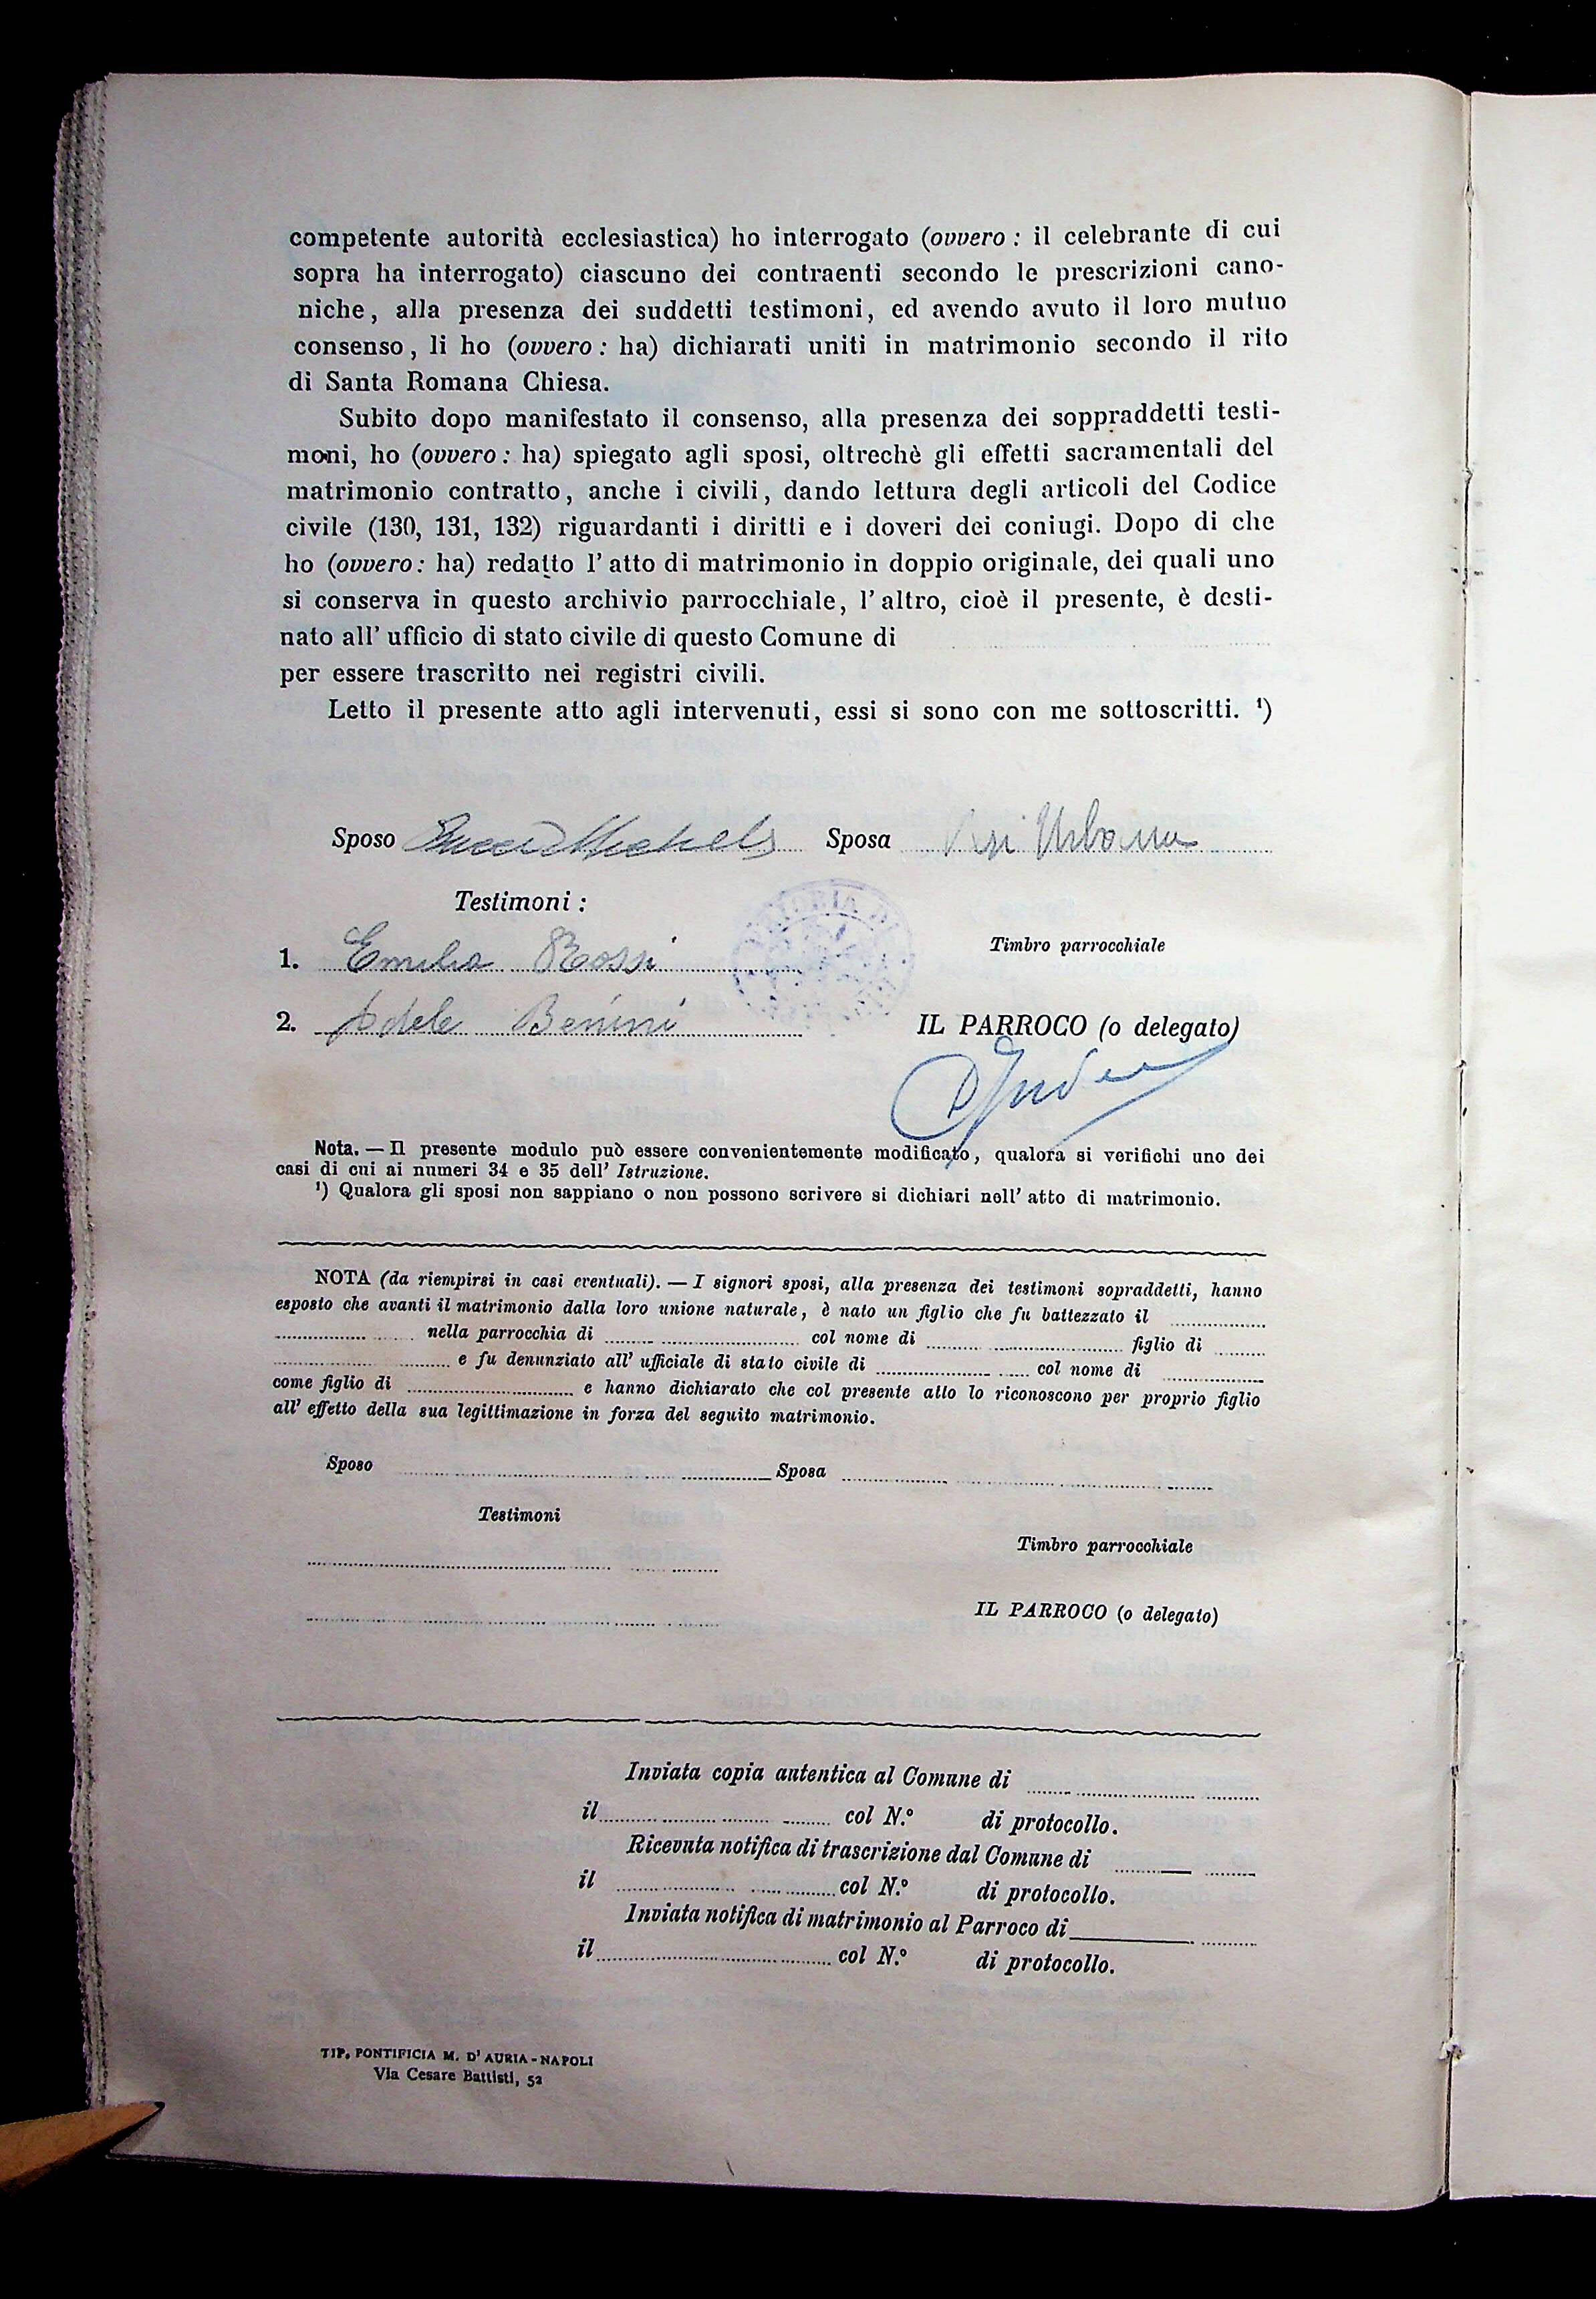 competente autorità ecclesiastica) ho interrogato (ovvero : il celebrante di cui
sopra ha interrogato) ciascuno dei contraenti secondo le prescrizioni cano-
niche, alla presenza dei suddetti testimoni, ed avendo avuto il loro mutuo
consenso, li ho (ovvero : ha) dichiarati uniti in matrimonio secondo il rito
di Santa Romana Chiesa.
Subito dopo manifestato il consenso, alla presenza dei soppraddetti testi-
moni, ho (ovvero : ha) spiegato agli sposi, oltrechè gli effetti sacramentali del
matrimonio contratto, anche i civili, dando lettura degli articoli del Codice
civile (130, 131, 132) riguardanti i diritti e i doveri dei coniugi. Dopo di che
ho (ovvero : ha) redatto l' atto di matrimonio in doppio originale, dei quali uno
si conserva in questo archivio parrocchiale, l' altro, cioè il presente, è desti-
nato all' ufficio di stato civile di questo Comune di
per essere trascritto nei registri civili.
Letto il presente atto agli intervenuti, essi si sono con me sottoscritti. ¹)
Sposo Sposa Urbana
Testimoni :
Timbro parrocchiale
1. Emilia Rossi
2. Adele Benini
IL PARROCO (o delegato)
Nota. — Il presente modulo può essere convenientemente modificato, qualora si verifichi uno dei
casi di cui ai numeri 34 e 35 dell' Istruzione.
¹) Qualora gli sposi non sappiano o non possono scrivere si dichiari nell' atto di matrimonio.
NOTA (da riempirsi in casi eventuali). — I signori sposi, alla presenza dei testimoni sopraddetti, hanno
esposto che avanti il matrimonio dalla loro unione naturale, è nato un figlio che fu battezzato il
nella parrocchia di col nome di figlio di
e fu denunziato all' ufficiale di stato civile di col nome di
come figlio di e hanno dichiarato che col presente atto lo riconoscono per proprio figlio
all' effetto della sua legittimazione in forza del seguito matrimonio.
Sposo Sposa
Testimoni
Timbro parrocchiale
IL PARROCO (o delegato)
Inviata copia autentica al Comune di
il col N.º di protocollo.
Ricevuta notifica di trascrizione dal Comune di
il col N.º di protocollo.
Inviata notifica di matrimonio al Parroco di
il col N.º di protocollo.
TIP. PONTIFICIA M. D' AURIA - NAPOLI
Via Cesare Battisti, 52